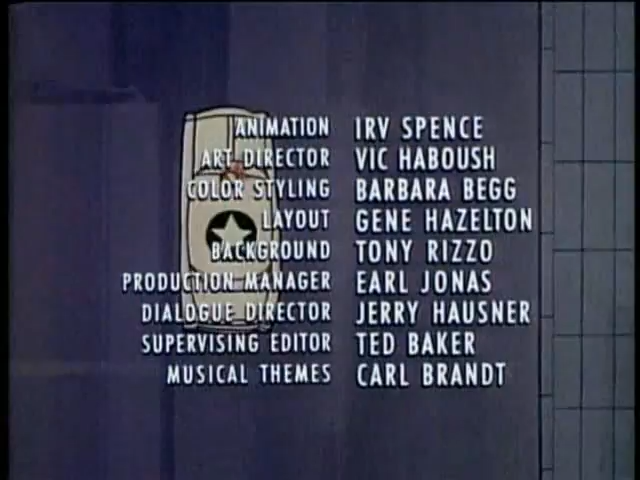 ANIMATION IRV SPENCE
ART DIRECTOR VIC HABOUSH
COLOR STYLING BARBARA BEGG
LAYOUT GENE HAZELTON
BACKGROUND TONY RIZZO
PRODUCTION MANAGER EARL JONAS
DIALOGUE DIRECTOR JERRY HAUSNER
SUPERVISING EDITOR TED BAKER
MUSICAL THEMES CARL BRANDT